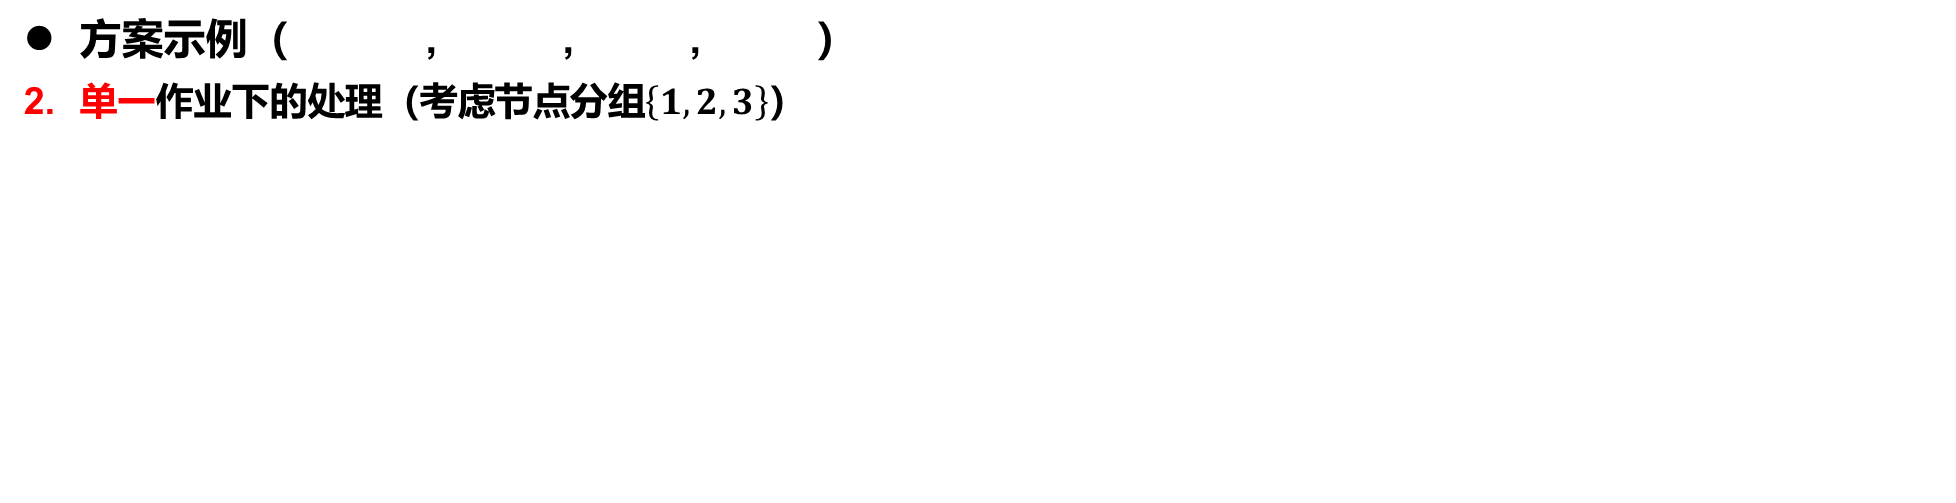 ● 方案示例（ , , , ）
2. 单一作业下的处理（考虑节点分组{1, 2, 3}）